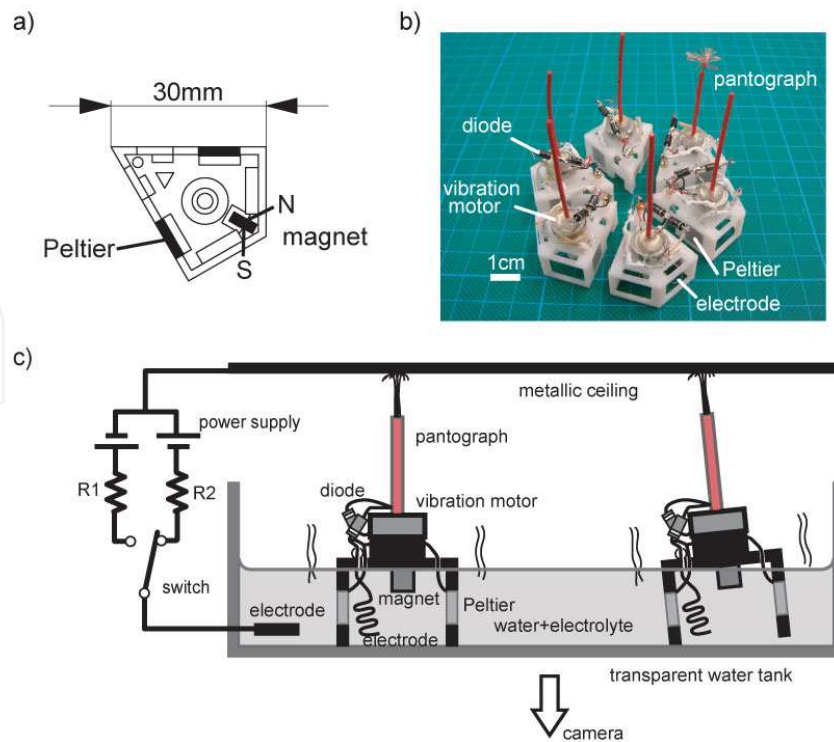 a)
30mm
N
magnet
S
Peltier
b)
pantograph
diode
vibration
motor
Peltier
1cm
electrode
c)
metallic ceiling
power supply
pantograph
R1
R2
diode
vibration motor
switch
electrode
magnet
Peltier
electrode
water+electrolyte
transparent water tank
camera